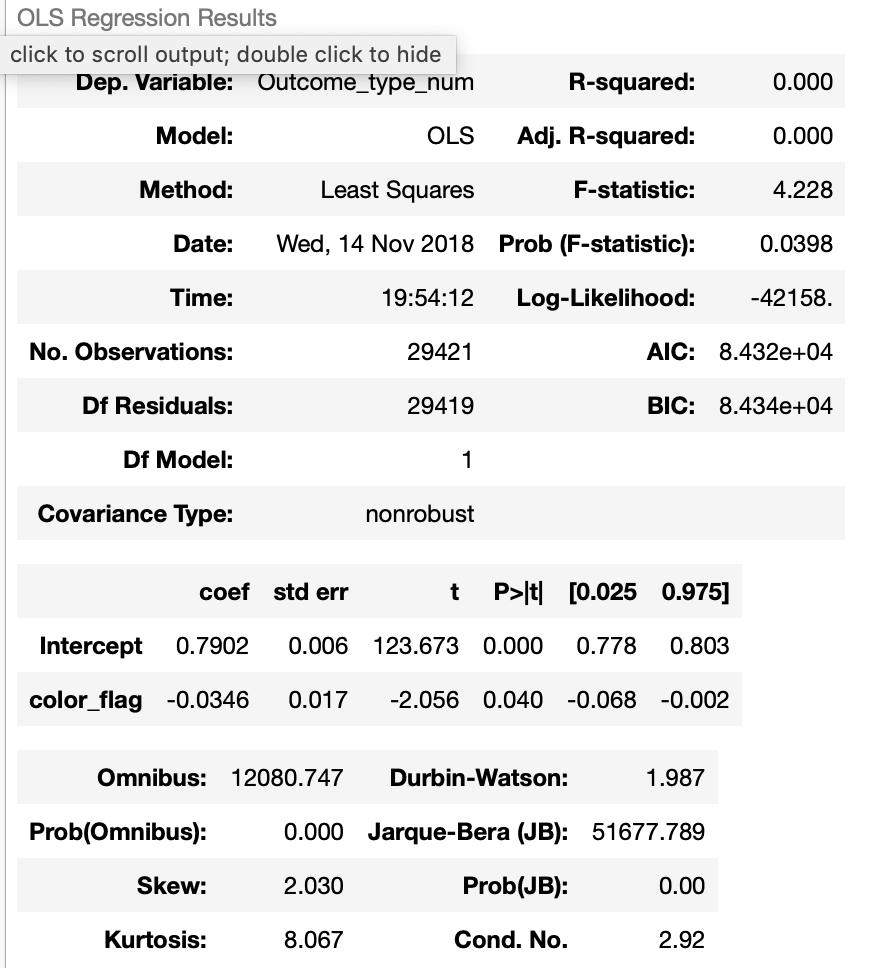 OLS Regression Results
click to scroll output; double click to hide
Dep. Variable: Outcome_type_num R-squared: 0.000
Model: OLS Adj. R-squared: 0.000
Method: Least Squares F-statistic: 4.228
Date: Wed, 14 Nov 2018 Prob (F-statistic): 0.0398
Time: 19:54:12 Log-Likelihood: -42158.
No. Observations: 29421 AIC: 8.432e+04
Df Residuals: 29419 BIC: 8.434e+04
Df Model: 1
Covariance Type: nonrobust
coef std err t P>|t| [0.025 0.975]
Intercept 0.7902 0.006 123.673 0.000 0.778 0.803
color_flag -0.0346 0.017 -2.056 0.040 -0.068 -0.002
Omnibus: 12080.747 Durbin-Watson: 1.987
Prob(Omnibus): 0.000 Jarque-Bera (JB): 51677.789
Skew: 2.030 Prob(JB): 0.00
Kurtosis: 8.067 Cond. No. 2.92